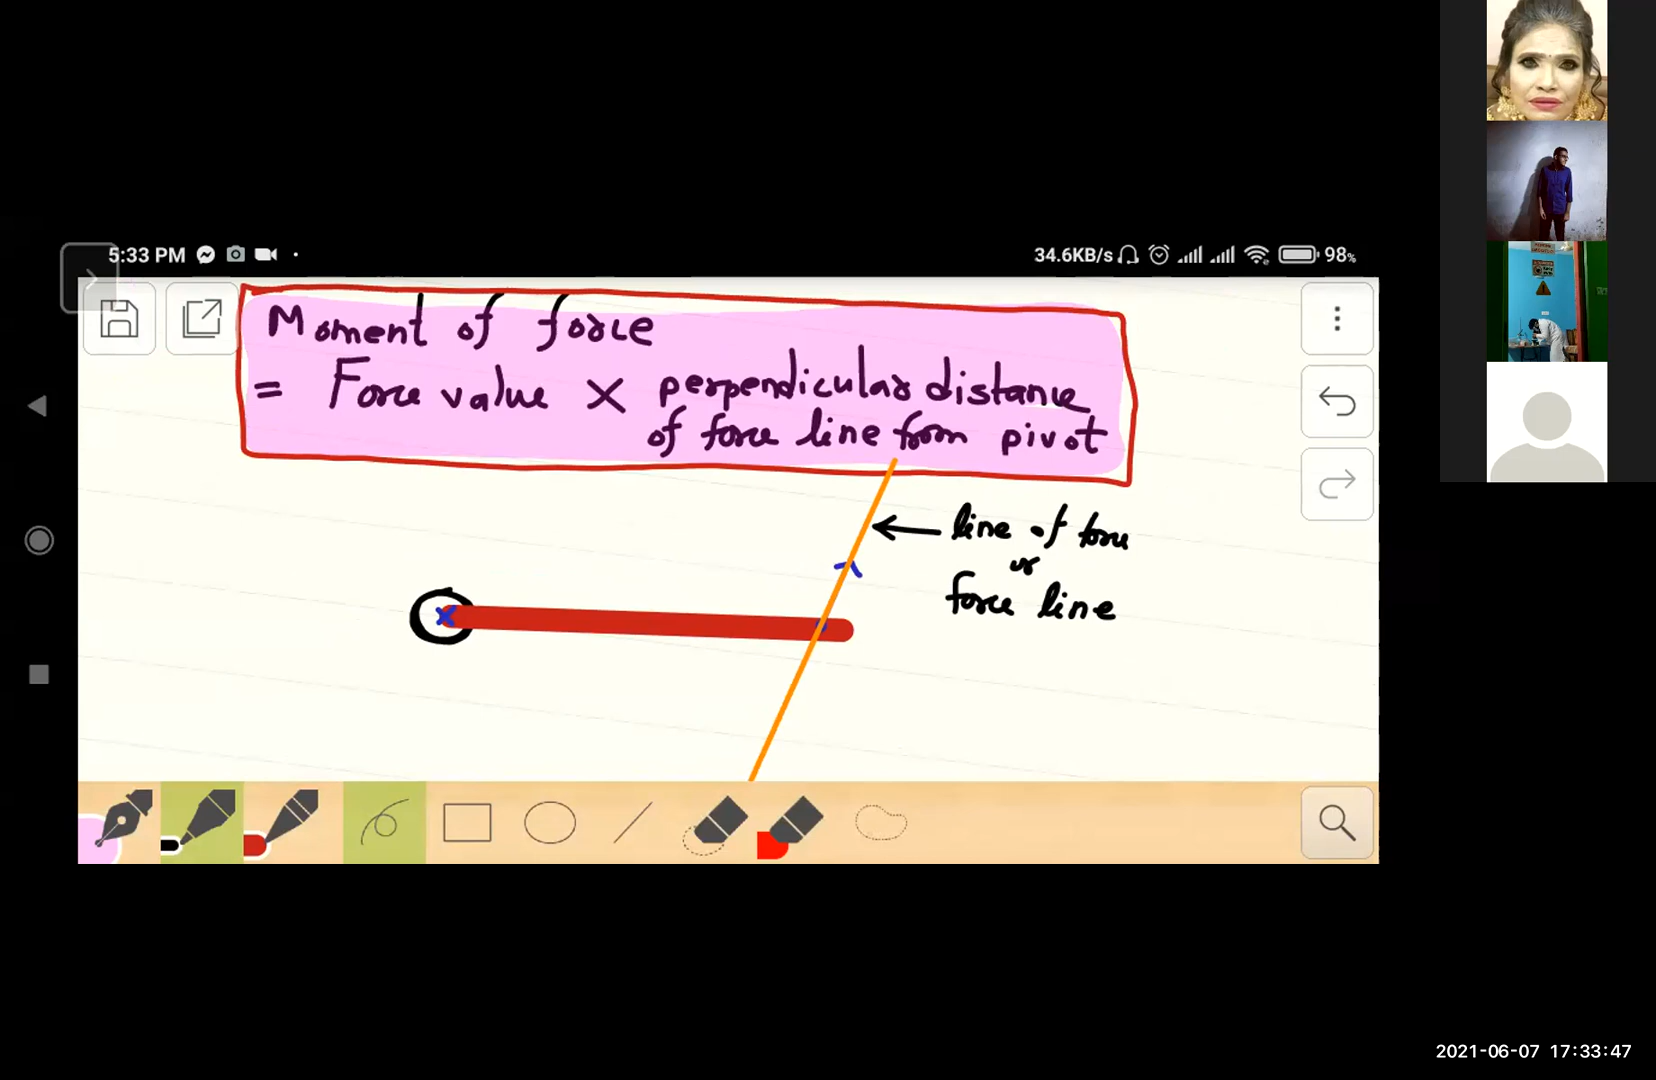 5:33 PM
34.6KB/s
98%
Moment of force
= Force value × perpendicular distance
of force line from pivot
line of force
or
force line
2021-06-07 17:33:47